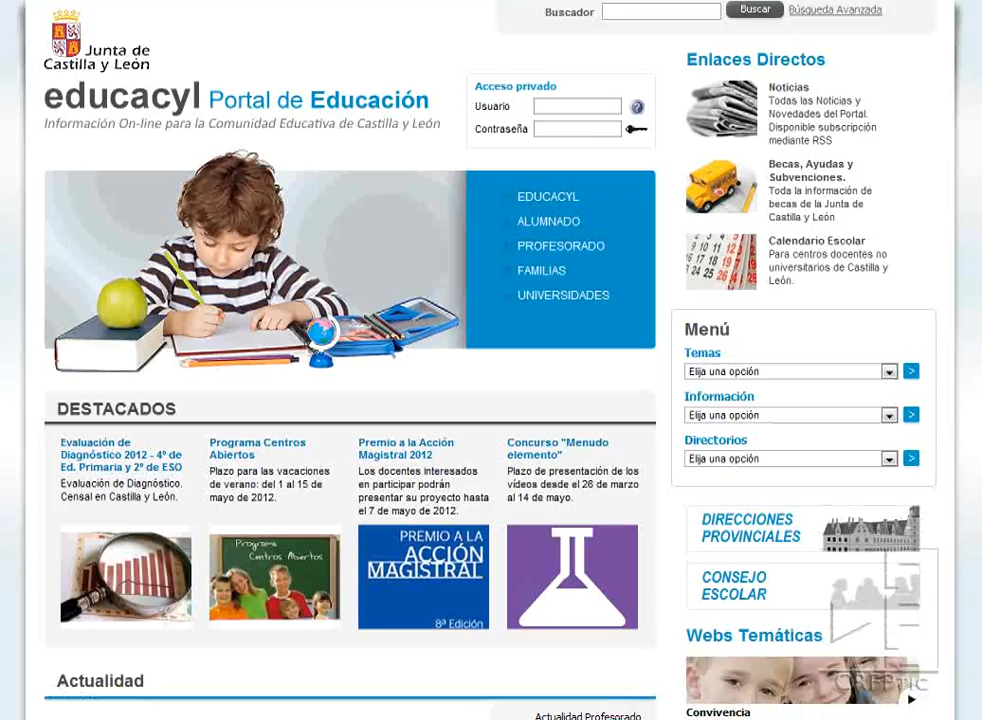 Buscador
Buscar
Búsqueda Avanzada
Junta de
Castilla y León
educacyl Portal de Educación
Información On-line para la Comunidad Educativa de Castilla y León
Acceso privado
Usuario
Contraseña
EDUCACYL
ALUMNADO
PROFESORADO
FAMILIAS
UNIVERSIDADES
Enlaces Directos
Noticias
Todas las Noticias y
Novedades del Portal.
Disponible subscripción
mediante RSS
Becas, Ayudas y
Subvenciones.
Toda la información de
becas de la Junta de
Castilla y León
Calendario Escolar
Para centros docentes no
universitarios de Castilla y
León.
Menú
Temas
Elija una opción
>
Información
Elija una opción
>
Directorios
Elija una opción
>
DESTACADOS
Evaluación de
Diagnóstico 2012 - 4º de
Ed. Primaria y 2º de ESO
Evaluación de Diagnóstico.
Censal en Castilla y León.
Programa Centros
Abiertos
Plazo para las vacaciones
de verano: del 1 al 15 de
mayo de 2012.
Programa
Centros Abiertos
Premio a la Acción
Magistral 2012
Los docentes interesados
en participar podrán
presentar su proyecto hasta
el 7 de mayo de 2012.
PREMIO A LA
ACCIÓN
MAGISTRAL
8ª Edición
Concurso "Menudo
elemento"
Plazo de presentación de los
vídeos desde el 26 de marzo
al 14 de mayo.
DIRECCIONES
PROVINCIALES
CONSEJO
ESCOLAR
Webs Temáticas
CRFPTIC
Convivencia
Actualidad
Actualidad Profesorado